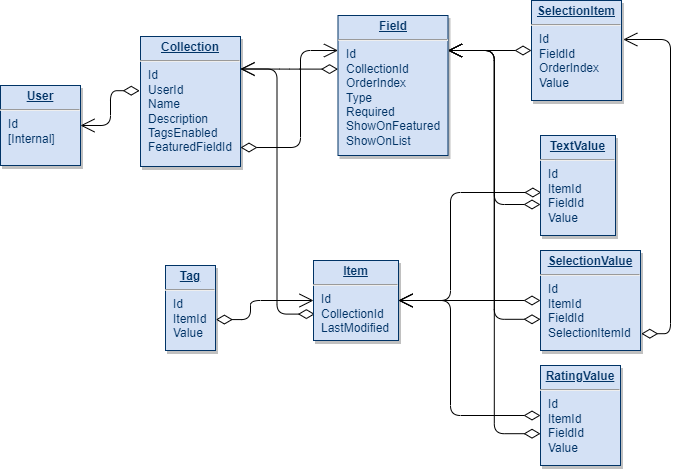 User
Id
[Internal]
Collection
Id
UserId
Name
Description
TagsEnabled
FeaturedFieldId
Field
Id
CollectionId
OrderIndex
Type
Required
ShowOnFeatured
ShowOnList
SelectionItem
Id
FieldId
OrderIndex
Value
TextValue
Id
ItemId
FieldId
Value
Tag
Id
ItemId
Value
Item
Id
CollectionId
LastModified
SelectionValue
Id
ItemId
FieldId
SelectionItemId
RatingValue
Id
ItemId
FieldId
Value